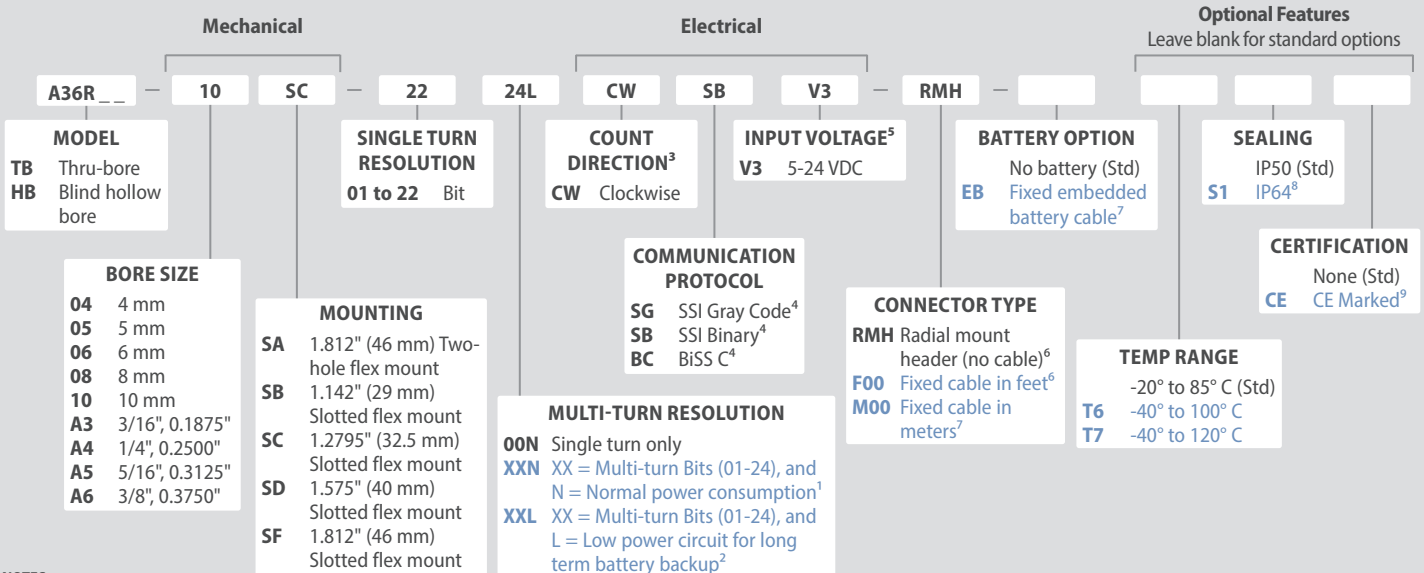 Mechanical
Electrical
Optional Features
Leave blank for standard options
A36R_ _ — 10 SC — 22 24L CW SB V3 — RMH —
MODEL
TB Thru-bore
HB Blind hollow
bore
SINGLE TURN
RESOLUTION
01 to 22 Bit
COUNT
DIRECTION³
CW Clockwise
INPUT VOLTAGE⁵
V3 5-24 VDC
BATTERY OPTION
No battery (Std)
EB Fixed embedded
battery cable⁷
SEALING
IP50 (Std)
S1 IP64⁸
BORE SIZE
04 4 mm
05 5 mm
06 6 mm
08 8 mm
10 10 mm
A3 3/16", 0.1875"
A4 1/4", 0.2500"
A5 5/16", 0.3125"
A6 3/8", 0.3750"
MOUNTING
SA 1.812" (46 mm) Two-
hole flex mount
SB 1.142" (29 mm)
Slotted flex mount
SC 1.2795" (32.5 mm)
Slotted flex mount
SD 1.575" (40 mm)
Slotted flex mount
SF 1.812" (46 mm)
Slotted flex mount
COMMUNICATION
PROTOCOL
SG SSI Gray Code⁴
SB SSI Binary⁴
BC BiSS C⁴
MULTI-TURN RESOLUTION
00N Single turn only
XXN XX = Multi-turn Bits (01-24), and
N = Normal power consumption¹
XXL XX = Multi-turn Bits (01-24), and
L = Low power circuit for long
term battery backup²
CONNECTOR TYPE
RMH Radial mount
header (no cable)⁶
F00 Fixed cable in feet⁶
M00 Fixed cable in
meters⁷
CERTIFICATION
None (Std)
CE CE Marked⁹
TEMP RANGE
-20° to 85° C (Std)
T6 -40° to 100° C
T7 -40° to 120° C